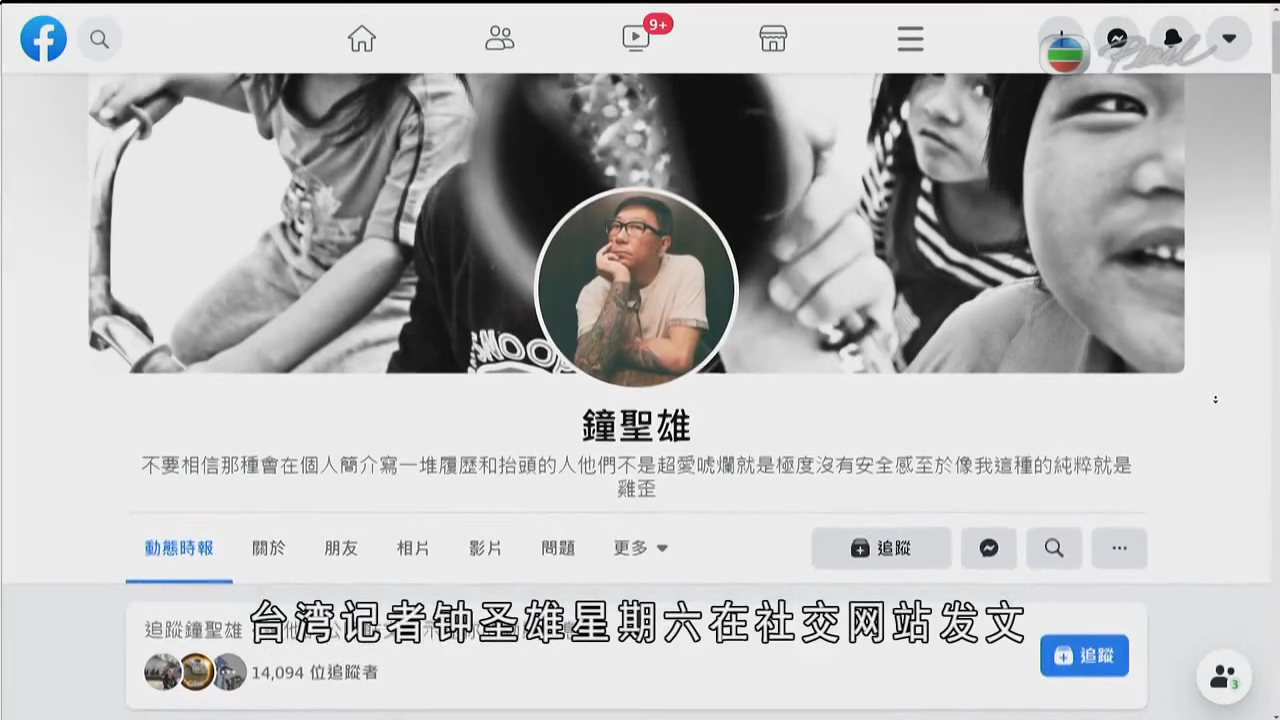 9+
Pearl
SNOOP
鐘聖雄
不要相信那種會在個人簡介寫一堆履歷和抬頭的人他們不是超愛唬爛就是極度沒有安全感至於像我這種的純粹就是
雞歪
動態時報 關於 朋友 相片 影片 問題 更多 追蹤
追蹤鐘聖雄
台湾记者钟圣雄星期六在社交网站发文
14,094 位追蹤者
追蹤
3